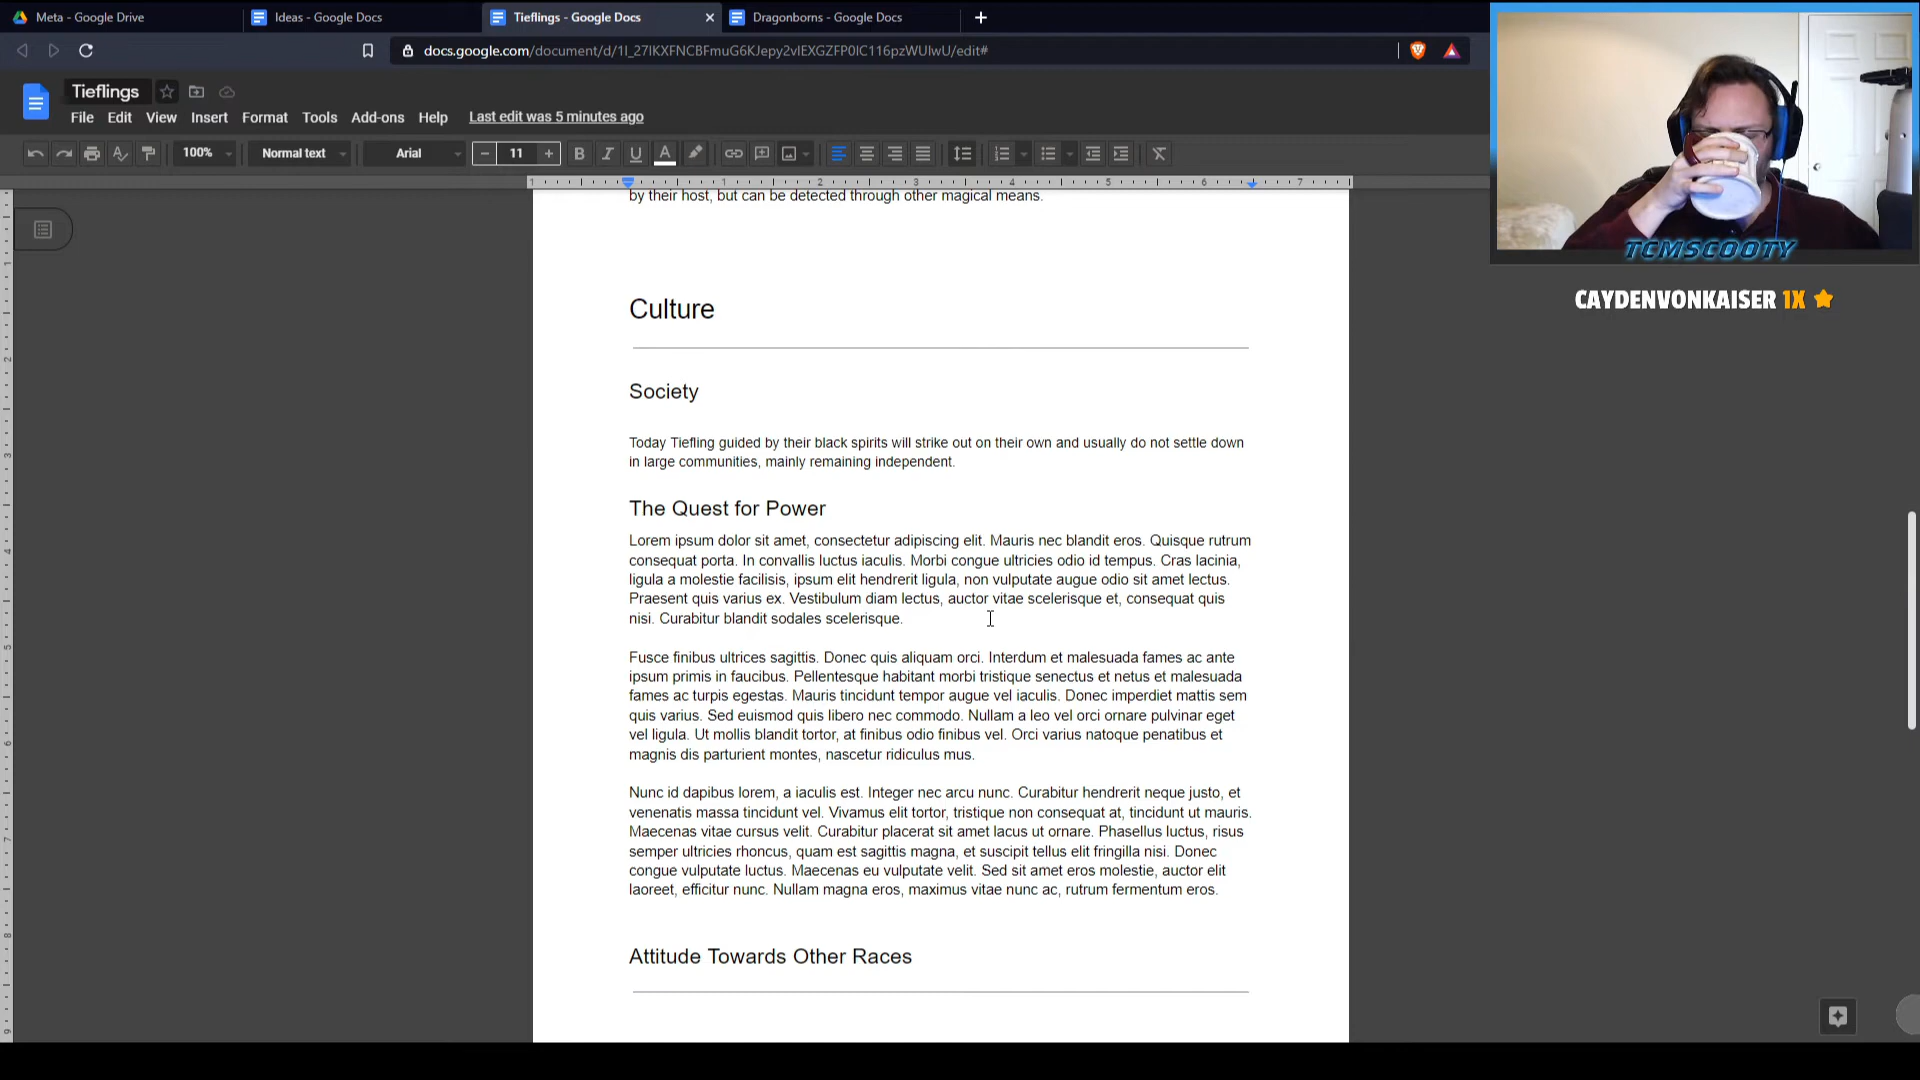 Meta - Google Drive
Ideas - Google Docs
Tieflings - Google Docs
Dragonborns - Google Docs
docs.google.com/document/d/1I_27IKXFNCBFmuG6KJepy2vIEXGZFP0IC116pzWUIwU/edit#
Tieflings
File Edit View Insert Format Tools Add-ons Help Last edit was 5 minutes ago
100% Normal text Arial 11
TCMSCOOTY
CAYDENVONKAISER 1X
by their host, but can be detected through other magical means.
Culture
Society
Today Tiefling guided by their black spirits will strike out on their own and usually do not settle down
in large communities, mainly remaining independent.
The Quest for Power
Lorem ipsum dolor sit amet, consectetur adipiscing elit. Mauris nec blandit eros. Quisque rutrum
consequat porta. In convallis luctus iaculis. Morbi congue ultricies odio id tempus. Cras lacinia,
ligula a molestie facilisis, ipsum elit hendrerit ligula, non vulputate augue odio sit amet lectus.
Praesent quis varius ex. Vestibulum diam lectus, auctor vitae scelerisque et, consequat quis
nisi. Curabitur blandit sodales scelerisque.
Fusce finibus ultrices sagittis. Donec quis aliquam orci. Interdum et malesuada fames ac ante
ipsum primis in faucibus. Pellentesque habitant morbi tristique senectus et netus et malesuada
fames ac turpis egestas. Mauris tincidunt tempor augue vel iaculis. Donec imperdiet mattis sem
quis varius. Sed euismod quis libero nec commodo. Nullam a leo vel orci ornare pulvinar eget
vel ligula. Ut mollis blandit tortor, at finibus odio finibus vel. Orci varius natoque penatibus et
magnis dis parturient montes, nascetur ridiculus mus.
Nunc id dapibus lorem, a iaculis est. Integer nec arcu nunc. Curabitur hendrerit neque justo, et
venenatis massa tincidunt vel. Vivamus elit tortor, tristique non consequat at, tincidunt ut mauris.
Maecenas vitae cursus velit. Curabitur placerat sit amet lacus ut ornare. Phasellus luctus, risus
semper ultricies rhoncus, quam est sagittis magna, et suscipit tellus elit fringilla nisi. Donec
congue vulputate luctus. Maecenas eu vulputate velit. Sed sit amet eros molestie, auctor elit
laoreet, efficitur nunc. Nullam magna eros, maximus vitae nunc ac, rutrum fermentum eros.
Attitude Towards Other Races